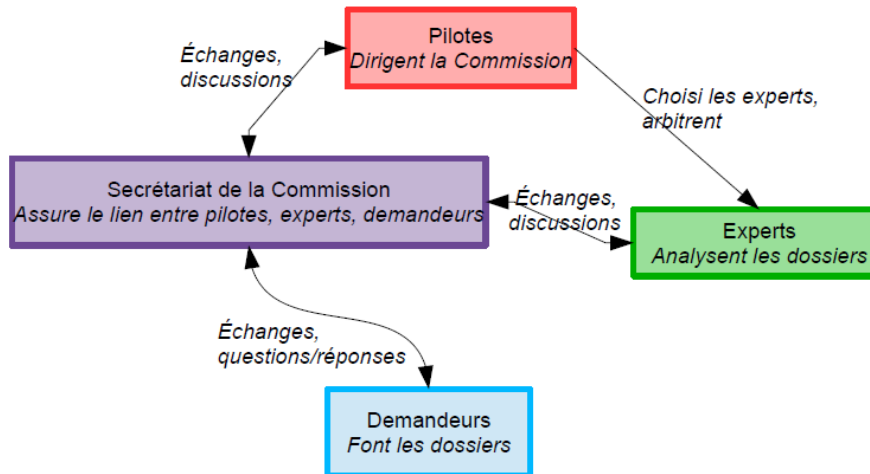 Pilotes
Dirigent la Commission
Échanges,
discussions
Choisi les experts,
arbitrent
Secrétariat de la Commission
Assure le lien entre pilotes, experts, demandeurs
Échanges,
discussions
Experts
Analysent les dossiers
Échanges,
questions/réponses
Demandeurs
Font les dossiers